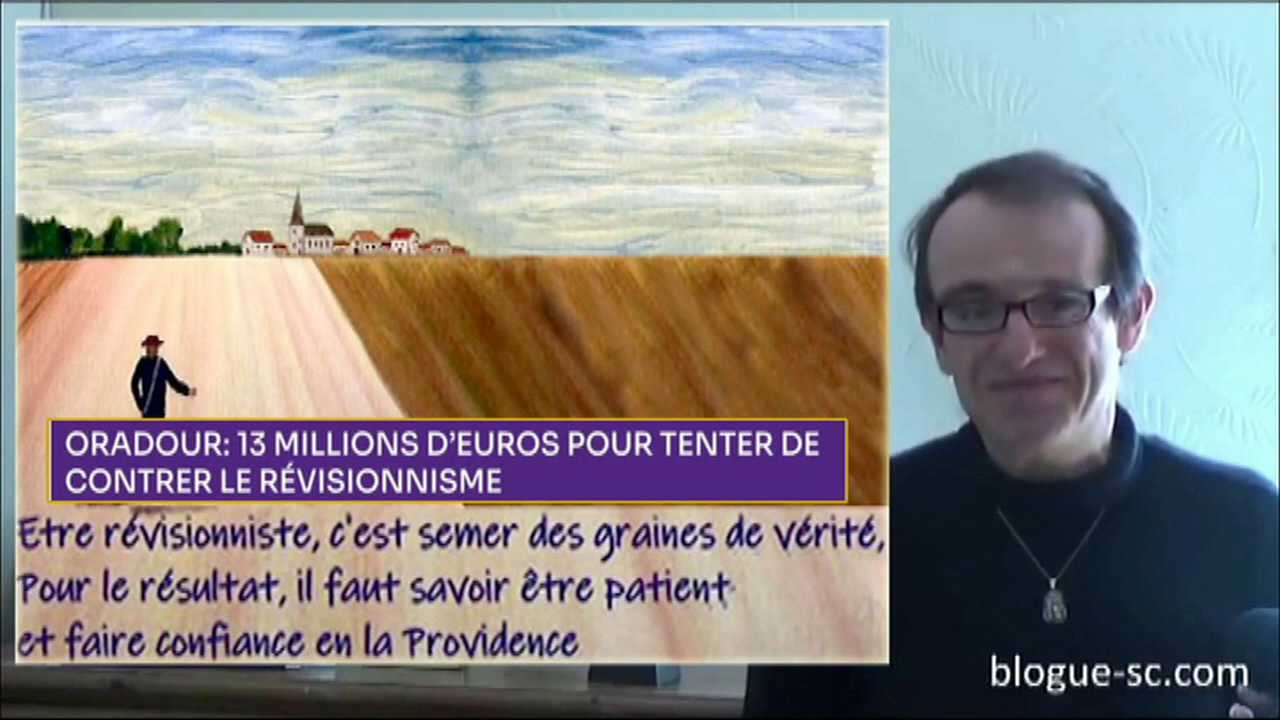 ORADOUR: 13 MILLIONS D'EUROS POUR TENTER DE
CONTRER LE RÉVISIONNISME
Etre révisionniste, c'est semer des graines de vérité,
Pour le résultat, il faut savoir être patient
et faire confiance en la Providence
blogue-sc.com